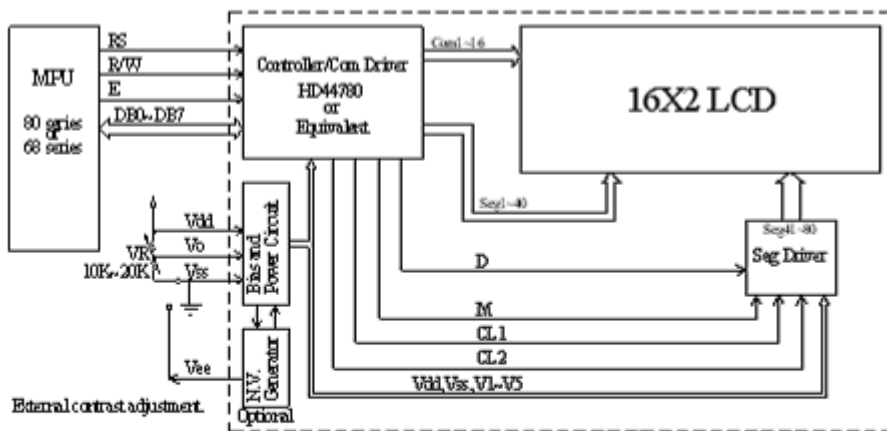 MPU
80 series
or
68 series
RS
R/W
E
DB0~DB7
Controller/Com Driver
HD44780
or
Equivalent
Com1~16
16X2 LCD
Seg1~40
Seg41~80
Seg Driver
Vdd
Vo
VR
10K~20K
Vss
Bias and
Power Circuit
D
M
CL1
CL2
Vdd,Vss,V1~V5
Vee
N.V.
Generator
Optional
External contrast adjustment.